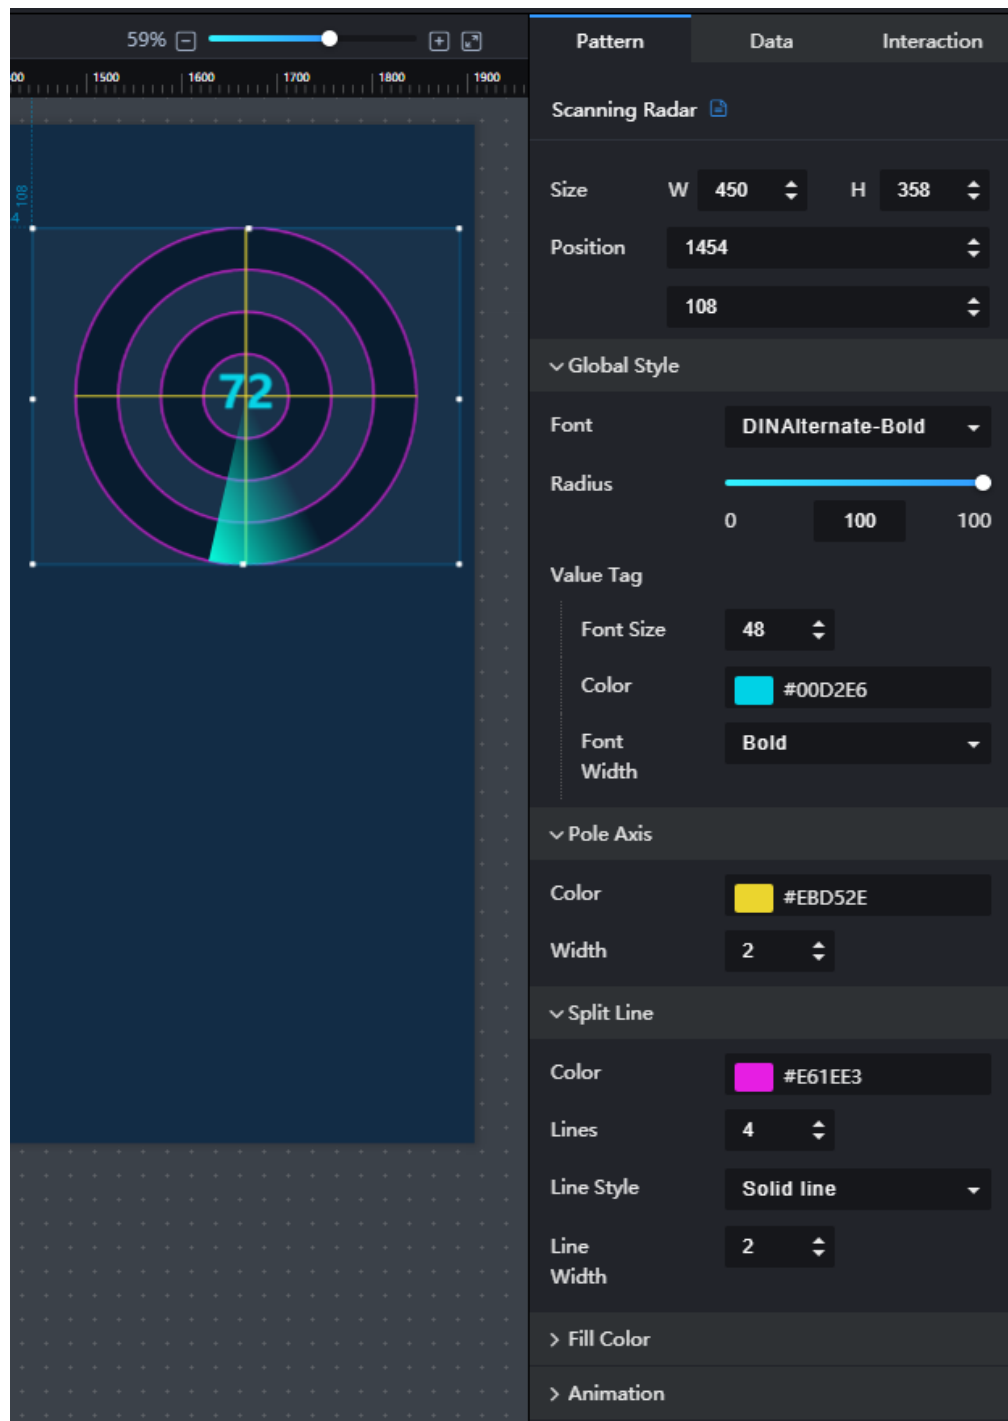 59%
Pattern Data Interaction
00 1500 1600 1700 1800 1900
Scanning Radar
108
4
Size W 450 H 358
Position 1454
108
Global Style
72
Font DINAlternate-Bold
Radius
0 100 100
Value Tag
Font Size 48
Color #00D2E6
Font Bold
Width
Pole Axis
Color #EBD52E
Width 2
Split Line
Color #E61EE3
Lines 4
Line Style Solid line
Line 2
Width
Fill Color
Animation